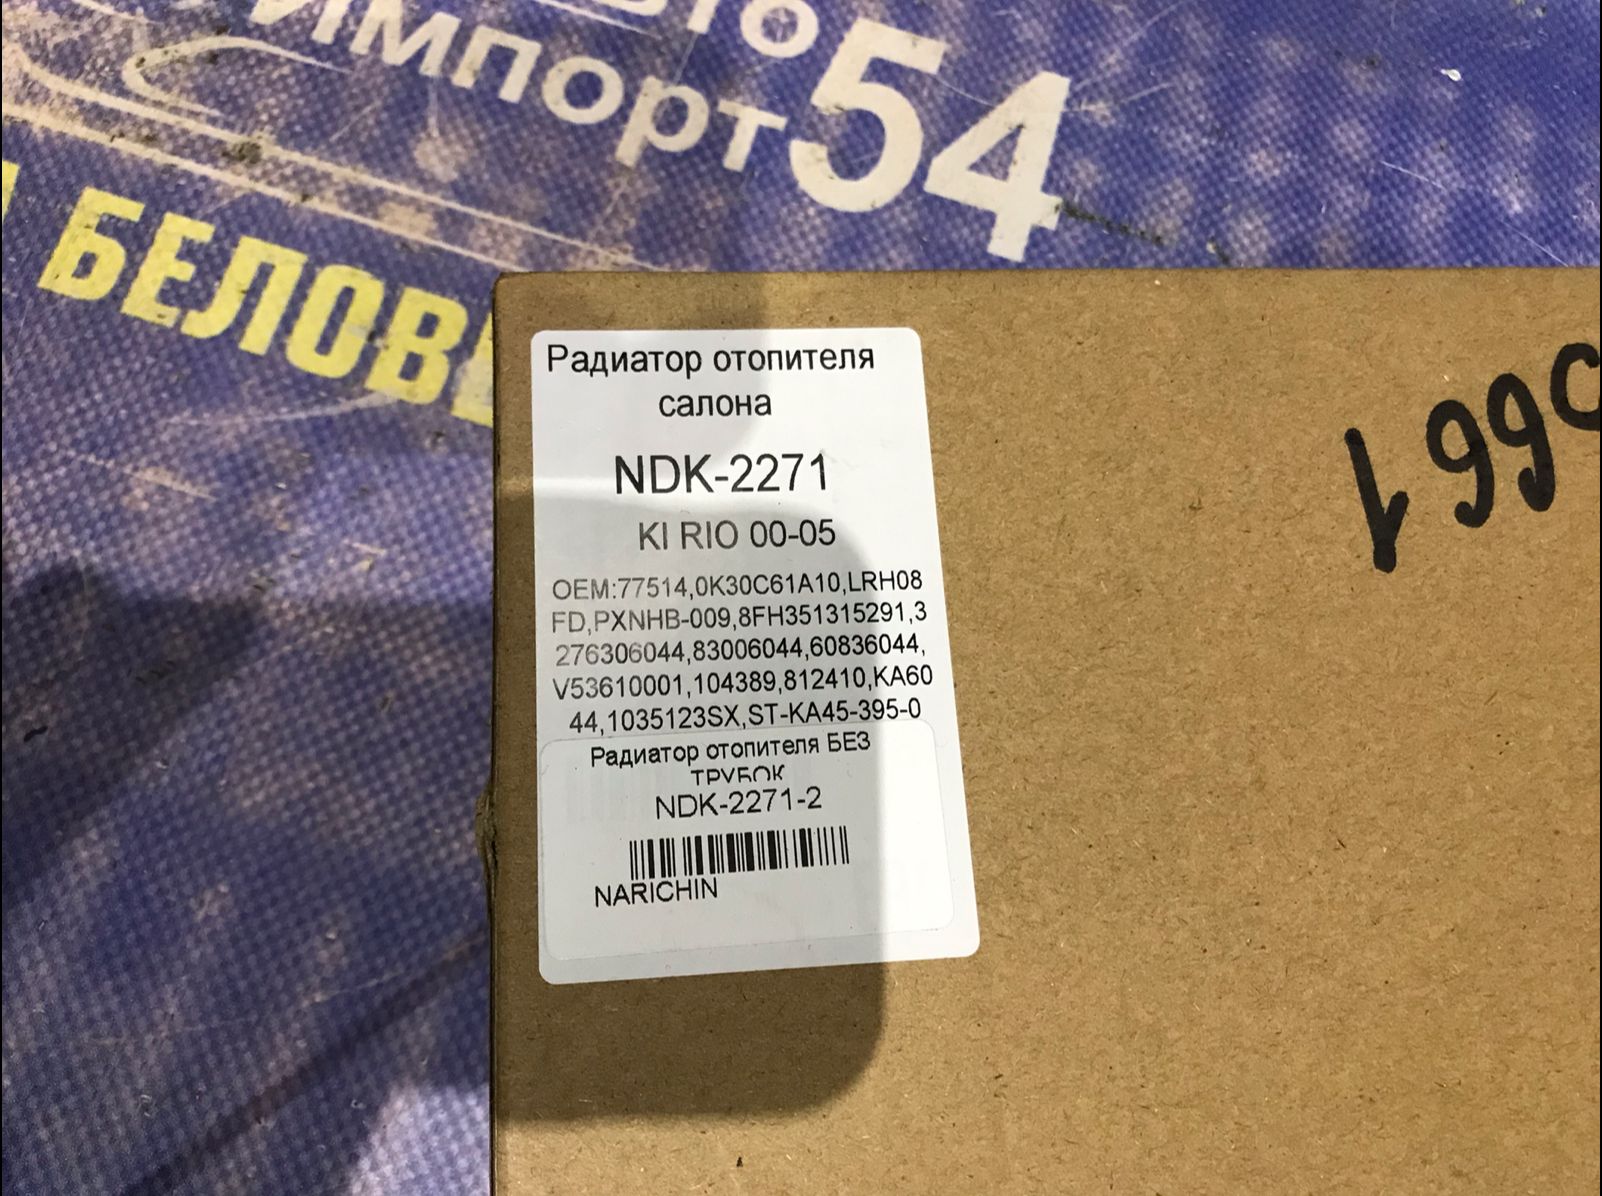 импорт54
БЕЛОВ
Радиатор отопителя
салона
NDK-2271
KI RIO 00-05
OEM:77514,0K30C61A10,LRH08
FD,PXNHB-009,8FH351315291,3
276306044,83006044,60836044,
V53610001,104389,812410,KA60
44,1035123SX,ST-KA45-395-0
Радиатор отопителя БЕЗ
ТРУБОК
NDK-2271-2
NARICHIN